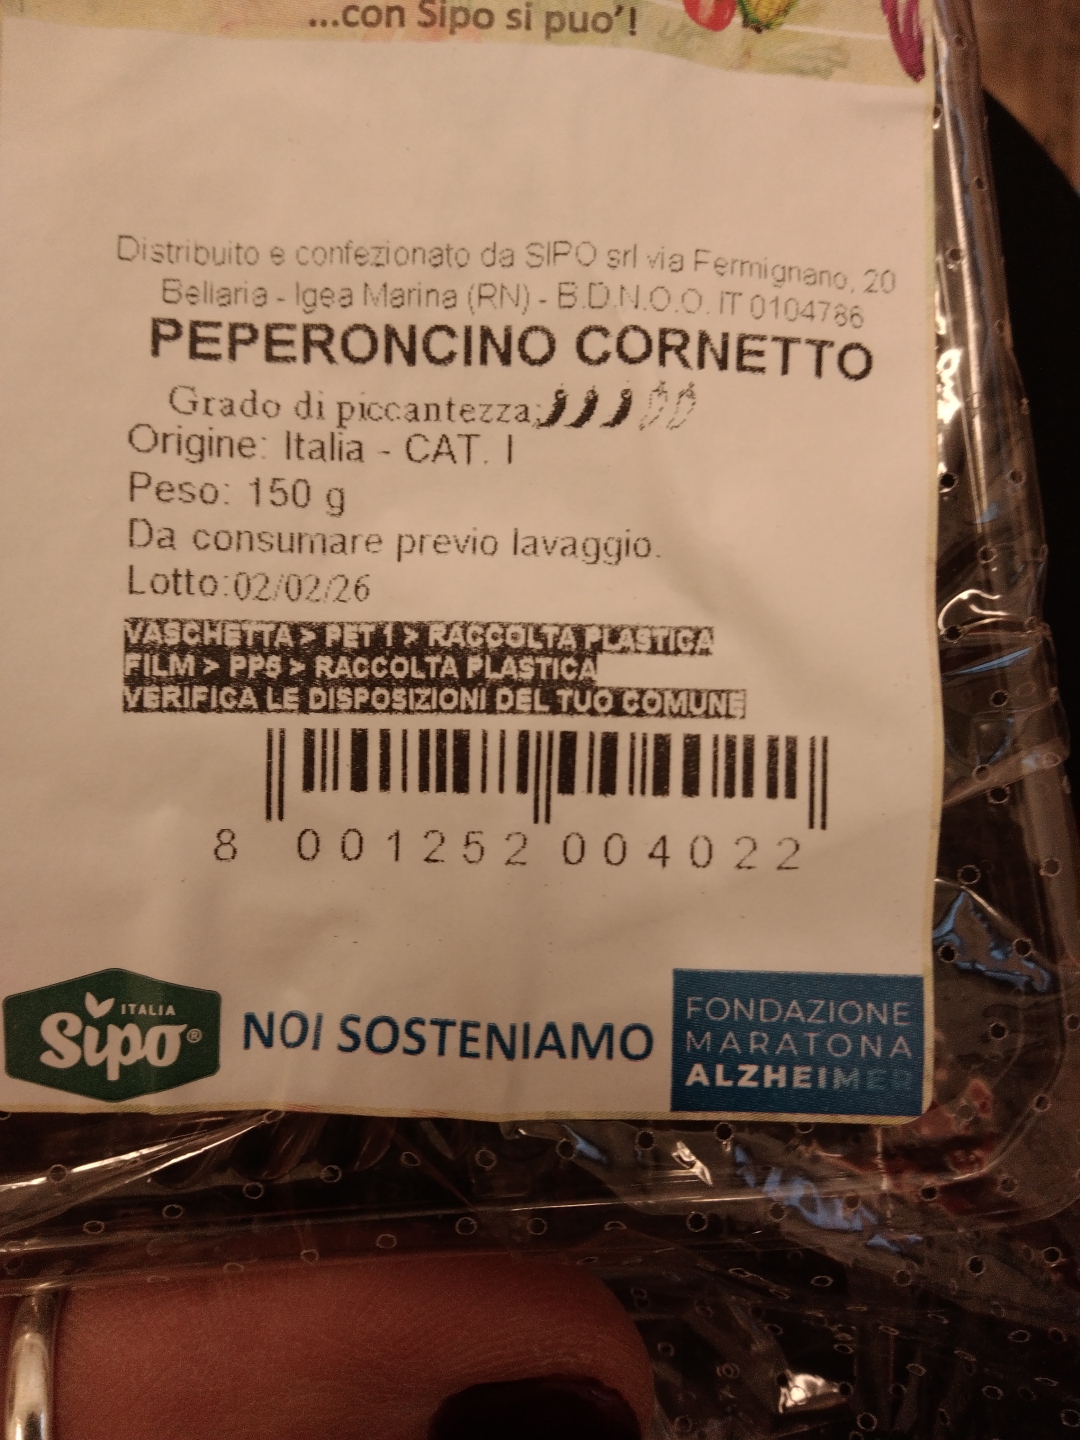 ...con Sipo si puo'!
Distribuito e confezionato da SIPO srl via Fermignano, 20
Bellaria - Igea Marina (RN) - B.D.N.O.O. IT 0104786
PEPERONCINO CORNETTO
Grado di piccantezza:
Origine: Italia - CAT. I
Peso: 150 g
Da consumare previo lavaggio.
Lotto:02/02/26
VASCHETTA > PET 1 > RACCOLTA PLASTICA
FILM > PP5 > RACCOLTA PLASTICA
VERIFICA LE DISPOSIZIONI DEL TUO COMUNE
8 001252 004022
ITALIA
Sipo®
NOI SOSTENIAMO
FONDAZIONE
MARATONA
ALZHEIMER